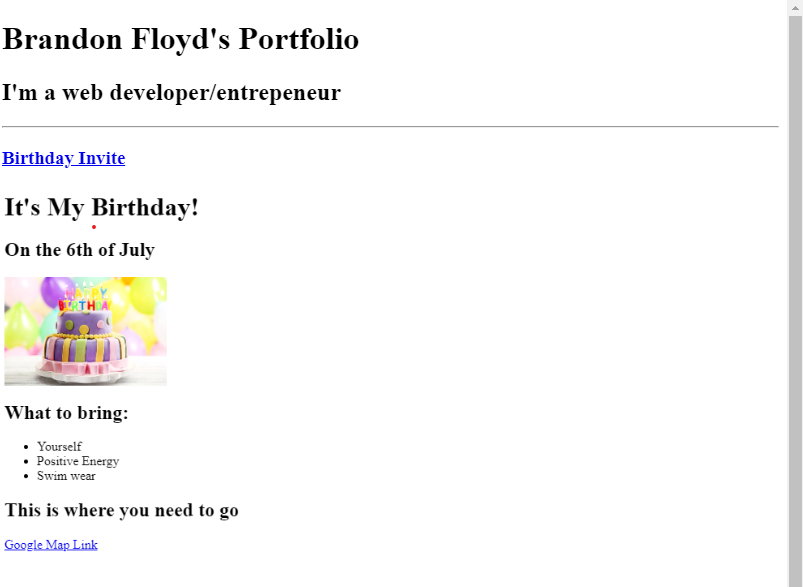 Brandon Floyd's Portfolio
I'm a web developer/entrepeneur
Birthday Invite
It's My Birthday!
On the 6th of July
HAPPY
BIRTHDAY
What to bring:
Yourself
Positive Energy
Swim wear
This is where you need to go
Google Map Link